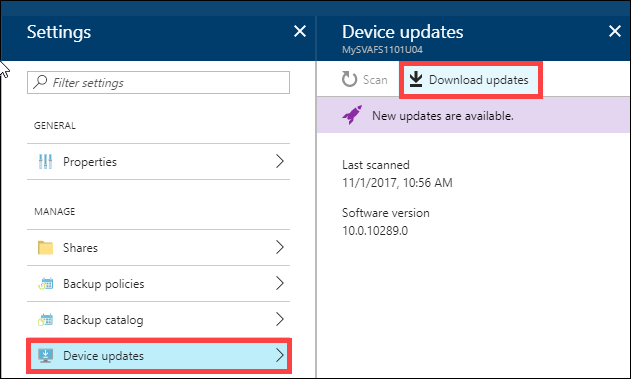 Settings
Filter settings
GENERAL
Properties
MANAGE
Shares
Backup policies
Backup catalog
Device updates
Device updates
MySVAFS1101U04
Scan
Download updates
New updates are available.
Last scanned
11/1/2017, 10:56 AM
Software version
10.0.10289.0